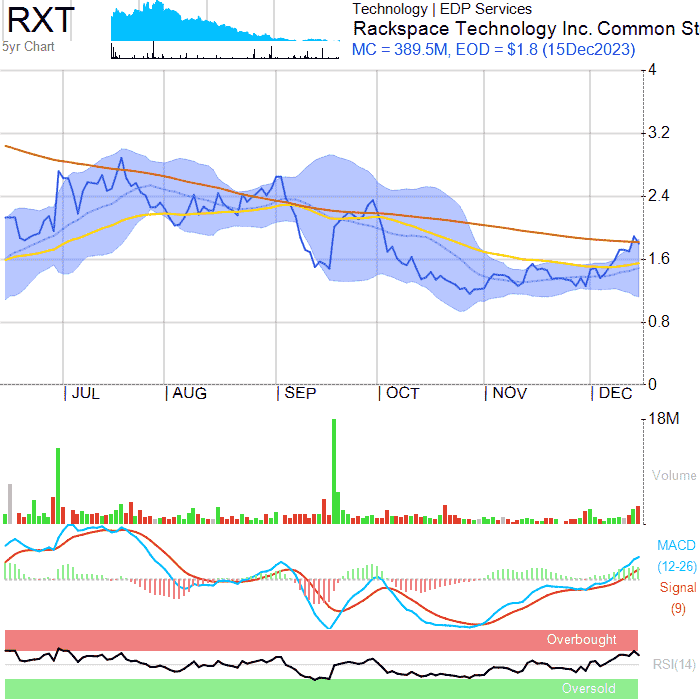 RXT
5yr Chart
Technology | EDP Services
Rackspace Technology Inc. Common St
MC = 389.5M, EOD = $1.8 (15Dec2023)
4
3.2
2.4
1.6
0.8
0
JUL
AUG
SEP
OCT
NOV
DEC
18M
Volume
MACD
(12-26)
Signal
(9)
Overbought
RSI(14)
Oversold